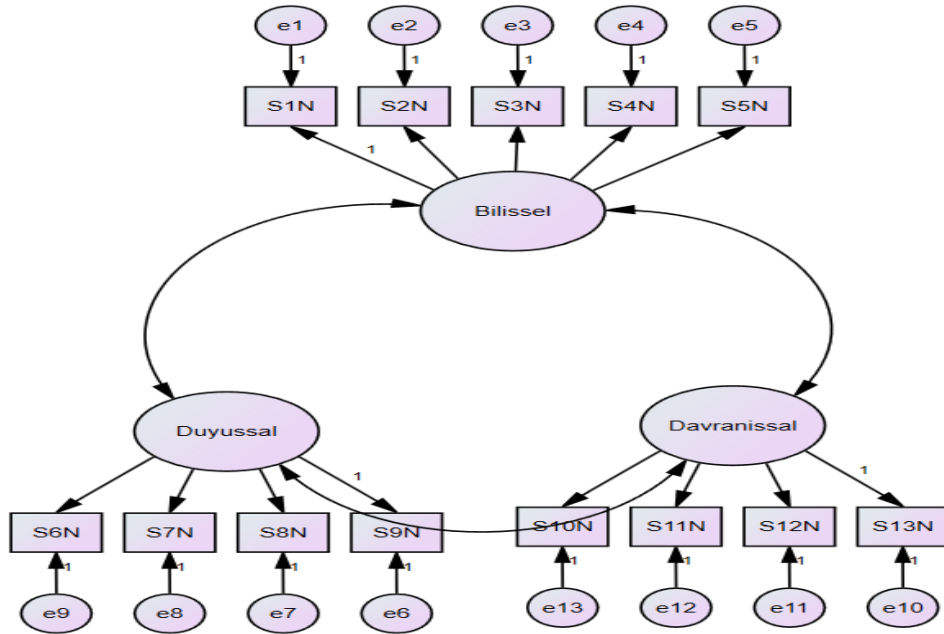 e1 e2 e3 e4 e5
1 1 1 1 1
S1N S2N S3N S4N S5N
1
Bilissel
Duyussal Davranissal
1 1
S6N S7N S8N S9N S10N S11N S12N S13N
1 1 1 1 1 1 1 1
e9 e8 e7 e6 e13 e12 e11 e10